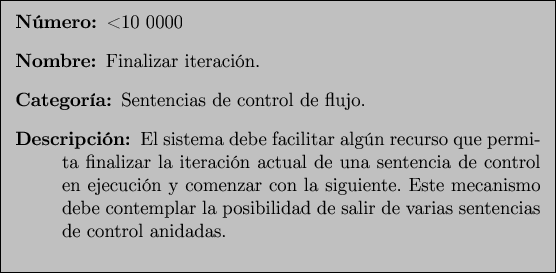 Número: <10 0000
Nombre: Finalizar iteración.
Categoría: Sentencias de control de flujo.
Descripción: El sistema debe facilitar algún recurso que permi-
ta finalizar la iteración actual de una sentencia de control
en ejecución y comenzar con la siguiente. Este mecanismo
debe contemplar la posibilidad de salir de varias sentencias
de control anidadas.